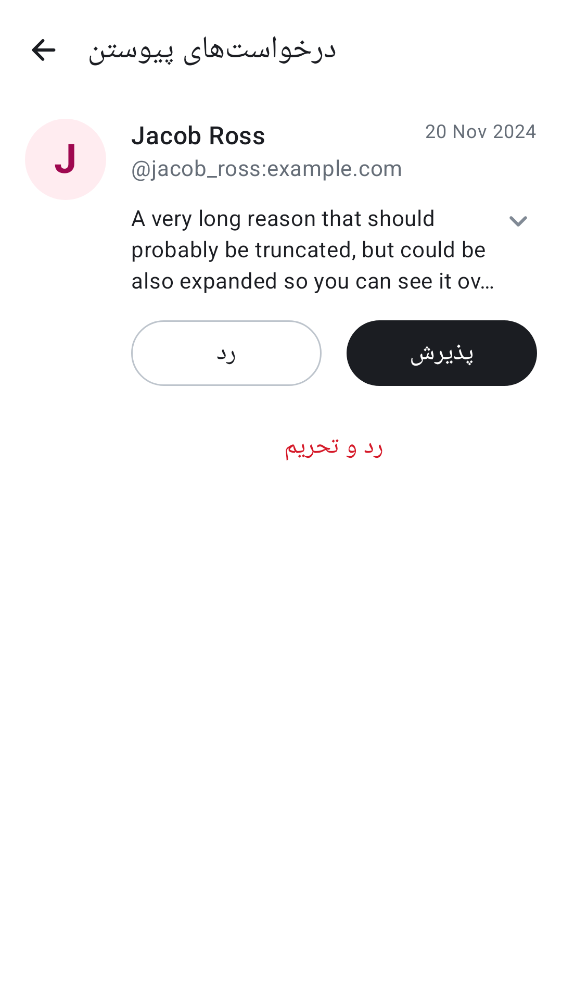 درخواست‌های پیوستن
J
Jacob Ross
20 Nov 2024
@jacob_ross:example.com
A very long reason that should
probably be truncated, but could be
also expanded so you can see it ov…
رد
پذیرش
رد و تحریم